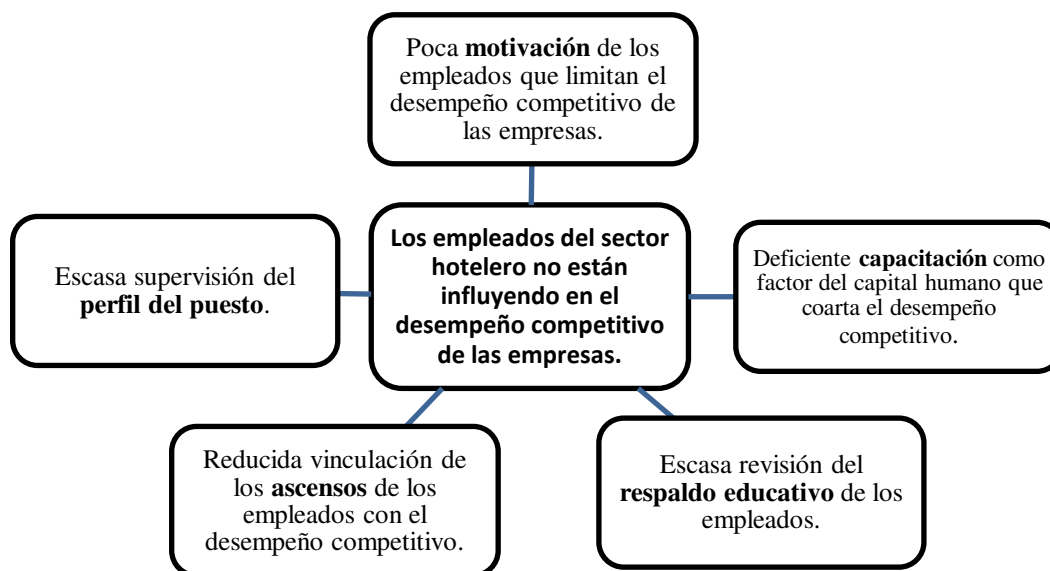 Poca motivación de los
empleados que limitan el
desempeño competitivo de
las empresas.
Escasa supervisión del
perfil del puesto.
Los empleados del sector
hotelero no están
influyendo en el
desempeño competitivo
de las empresas.
Deficiente capacitación como
factor del capital humano que
coarta el desempeño
competitivo.
Reducida vinculación de
los ascensos de los
empleados con el
desempeño competitivo.
Escasa revisión del
respaldo educativo de los
empleados.